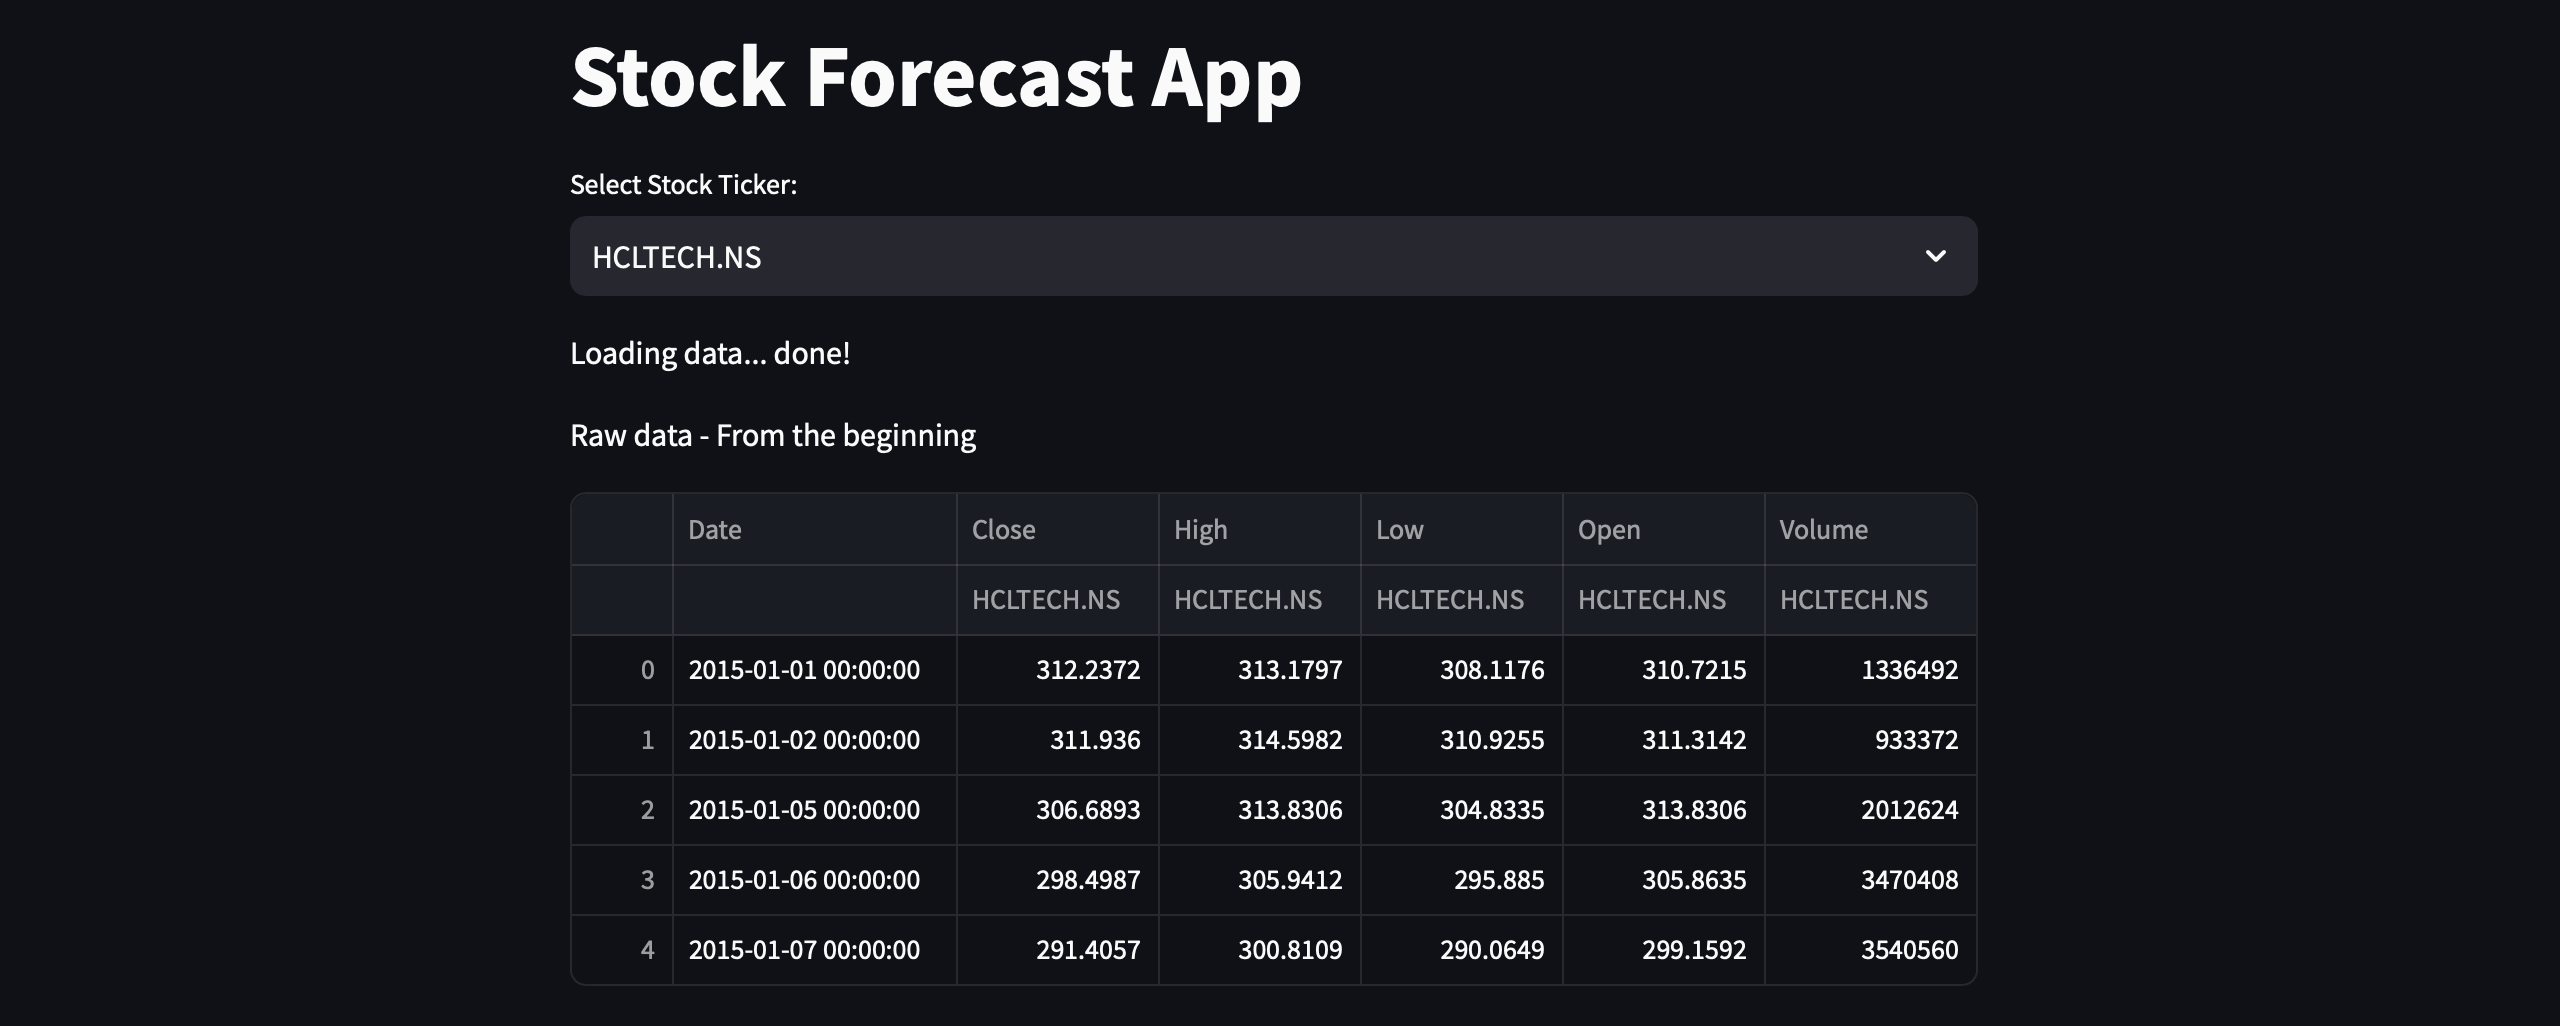 Stock Forecast App
Select Stock Ticker:
HCLTECH.NS
Loading data... done!
Raw data - From the beginning
Date Close High Low Open Volume
HCLTECH.NS HCLTECH.NS HCLTECH.NS HCLTECH.NS HCLTECH.NS
0 2015-01-01 00:00:00 312.2372 313.1797 308.1176 310.7215 1336492
1 2015-01-02 00:00:00 311.936 314.5982 310.9255 311.3142 933372
2 2015-01-05 00:00:00 306.6893 313.8306 304.8335 313.8306 2012624
3 2015-01-06 00:00:00 298.4987 305.9412 295.885 305.8635 3470408
4 2015-01-07 00:00:00 291.4057 300.8109 290.0649 299.1592 3540560